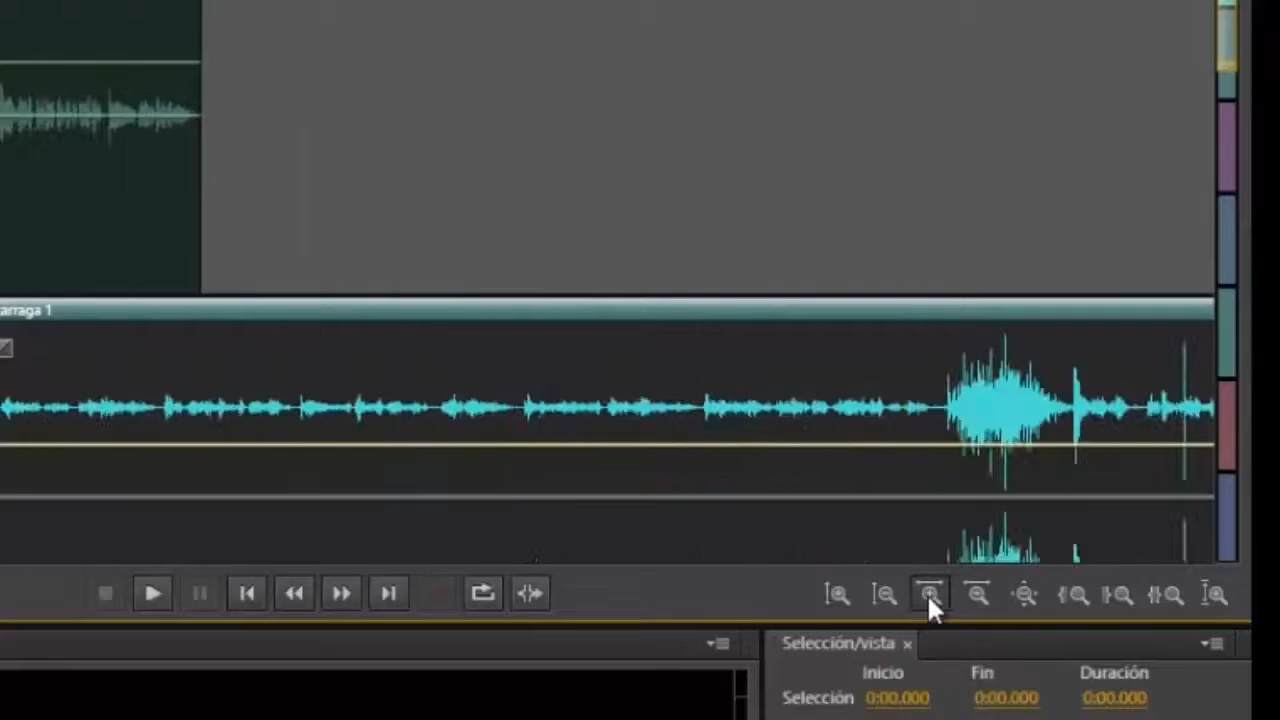 arraga 1
Selección/vista
Inicio Fin Duración
Selección 0:00.000 0:00.000 0:00.000